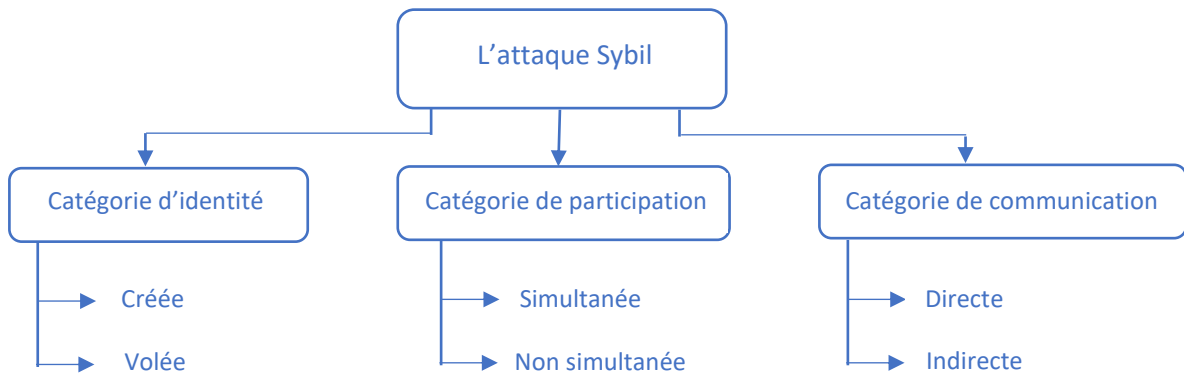 L’attaque Sybil
Catégorie d’identité
Catégorie de participation
Catégorie de communication
Créée
Simultanée
Directe
Volée
Non simultanée
Indirecte